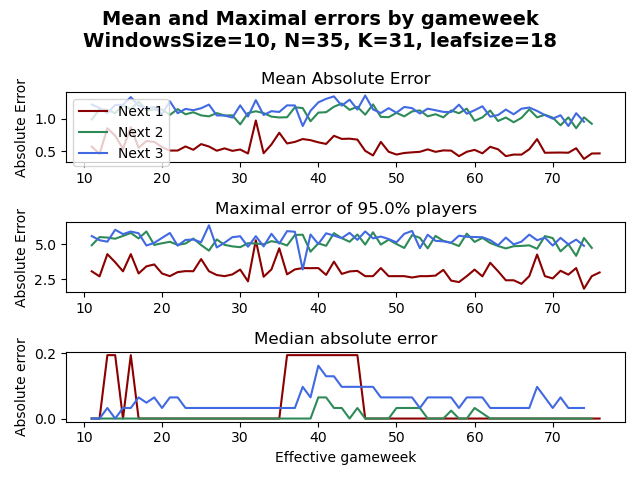 Mean and Maximal errors by gameweek
WindowsSize=10, N=35, K=31, leafsize=18
Mean Absolute Error
Absolute Error
1.0
0.5
Next 1
Next 2
Next 3
10 20 30 40 50 60 70
Maximal error of 95.0% players
Absolute Error
5.0
2.5
10 20 30 40 50 60 70
Median absolute error
Absolute error
0.2
0.0
10 20 30 40 50 60 70
Effective gameweek